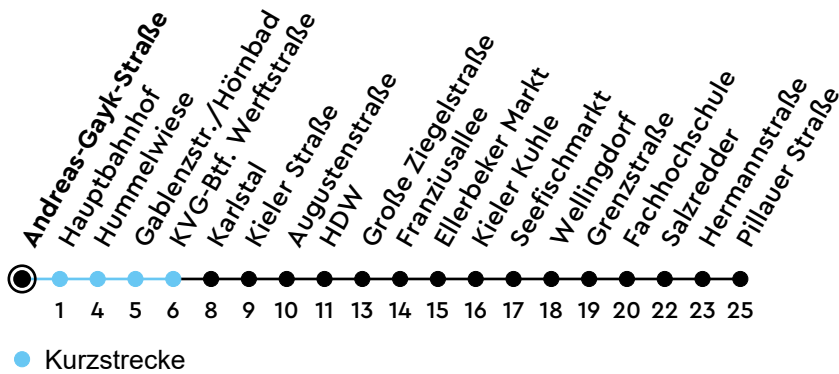 Andreas-Gayk-Straße
Hauptbahnhof
Hummelwiese
Gablenzstr./Hörnbad
KVG-Btf. Werftstraße
Karlstal
Kieler Straße
Augustenstraße
HDW
Große Ziegelstraße
Franziusallee
Ellerbeker Markt
Kieler Kuhle
Seefischmarkt
Wellingdorf
Grenzstraße
Fachhochschule
Salzredder
Hermannstraße
Pillauer Straße
1 4 5 6 8 9 10 11 13 14 15 16 17 18 19 20 22 23 25
Kurzstrecke